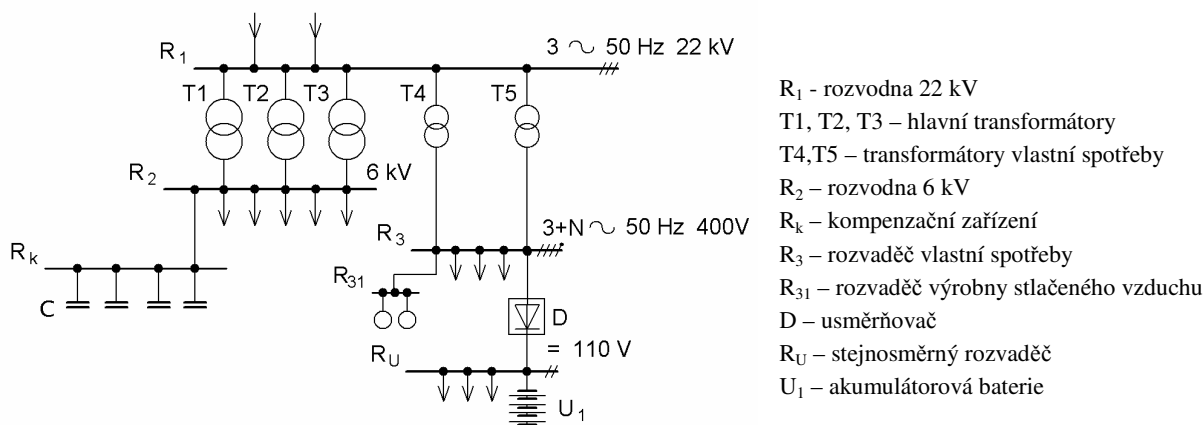 R1
3 ~ 50 Hz 22 kV
T1 T2 T3 T4 T5
R2
6 kV
Rk
C
R3
3+N ~ 50 Hz 400V
R31
D
= 110 V
RU
U1
R1 - rozvodna 22 kV
T1, T2, T3 – hlavní transformátory
T4,T5 – transformátory vlastní spotřeby
R2 – rozvodna 6 kV
Rk – kompenzační zařízení
R3 – rozvaděč vlastní spotřeby
R31 – rozvaděč výrobny stlačeného vzduchu
D – usměrňovač
RU – stejnosměrný rozvaděč
U1 – akumulátorová baterie